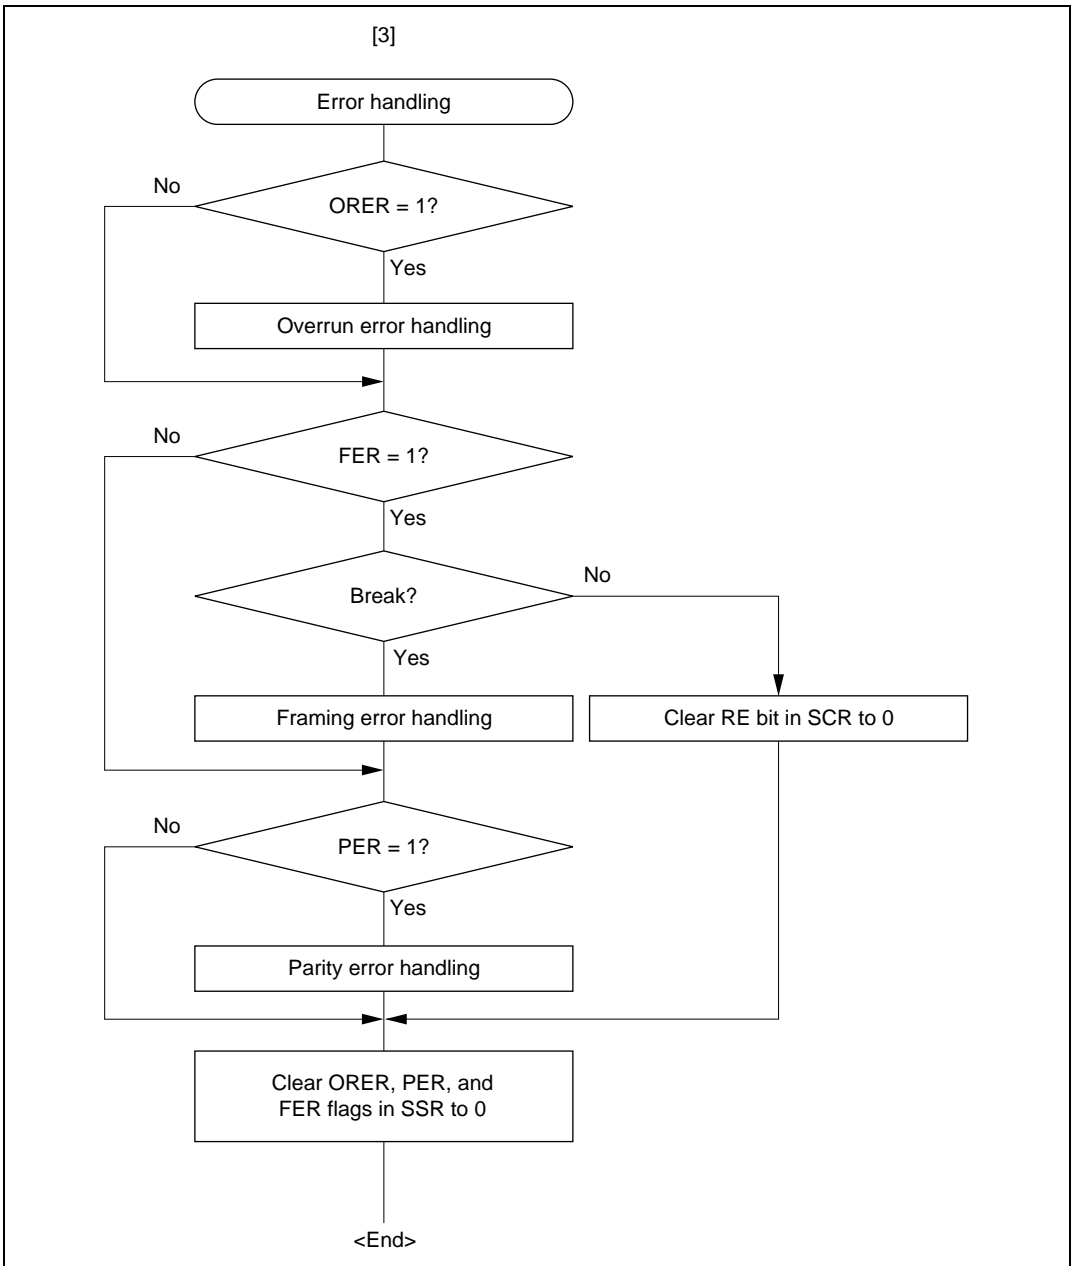 [3]
Error handling
No
ORER = 1?
Yes
Overrun error handling
No
FER = 1?
Yes
Break?
No
Yes
Framing error handling
Clear RE bit in SCR to 0
No
PER = 1?
Yes
Parity error handling
Clear ORER, PER, and
FER flags in SSR to 0
<End>